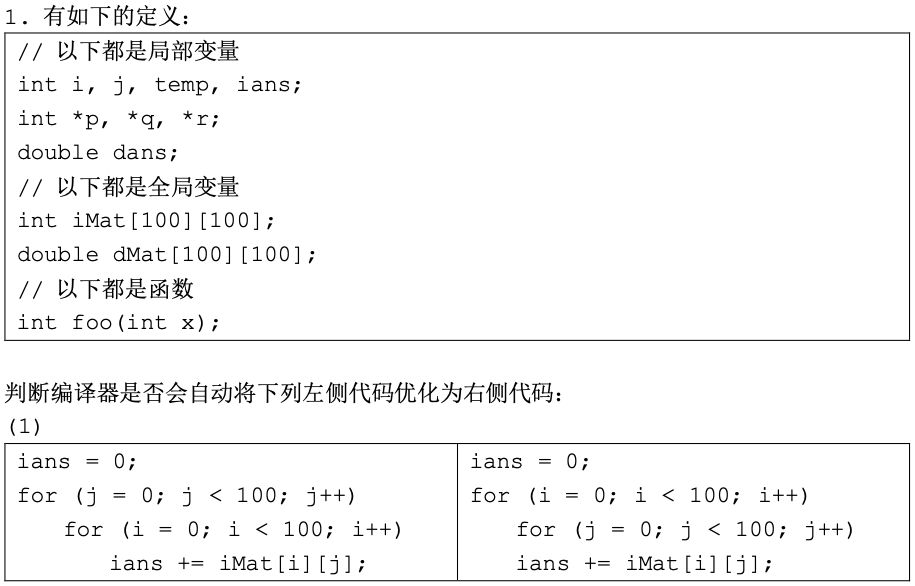 1. 有如下的定义：
// 以下都是局部变量
int i, j, temp, ians;
int *p, *q, *r;
double dans;
// 以下都是全局变量
int iMat[100][100];
double dMat[100][100];
// 以下都是函数
int foo(int x);
判断编译器是否会自动将下列左侧代码优化为右侧代码：
(1)
ians = 0;
for (j = 0; j < 100; j++)
for (i = 0; i < 100; i++)
ians += iMat[i][j];
ians = 0;
for (i = 0; i < 100; i++)
for (j = 0; j < 100; j++)
ians += iMat[i][j];